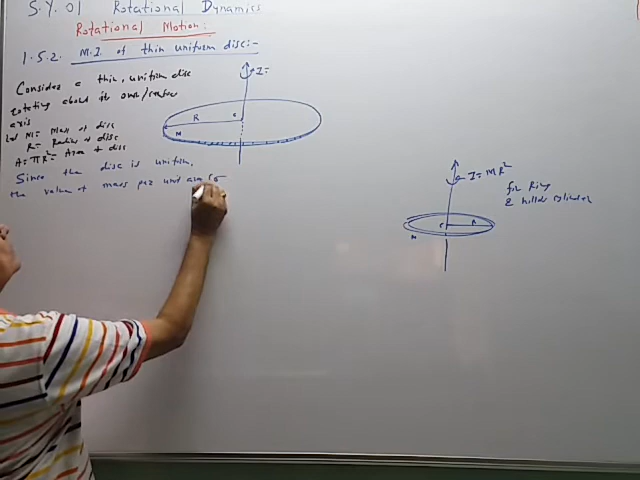 S.Y. 01 Rotational Dynamics
Rotational Motion:
1.5.2. M.I. of thin uniform disc:-
Consider a thin, uniform disc
rotating about its own/centre
axis
Let M = Mass of disc
R = Radius of disc
A = πR² = Area of disc
Since the disc is uniform,
the value of mass per unit area (σ
I =
R
C
M
I = MR²
for Ring
& hollow cylinder
C
R
M